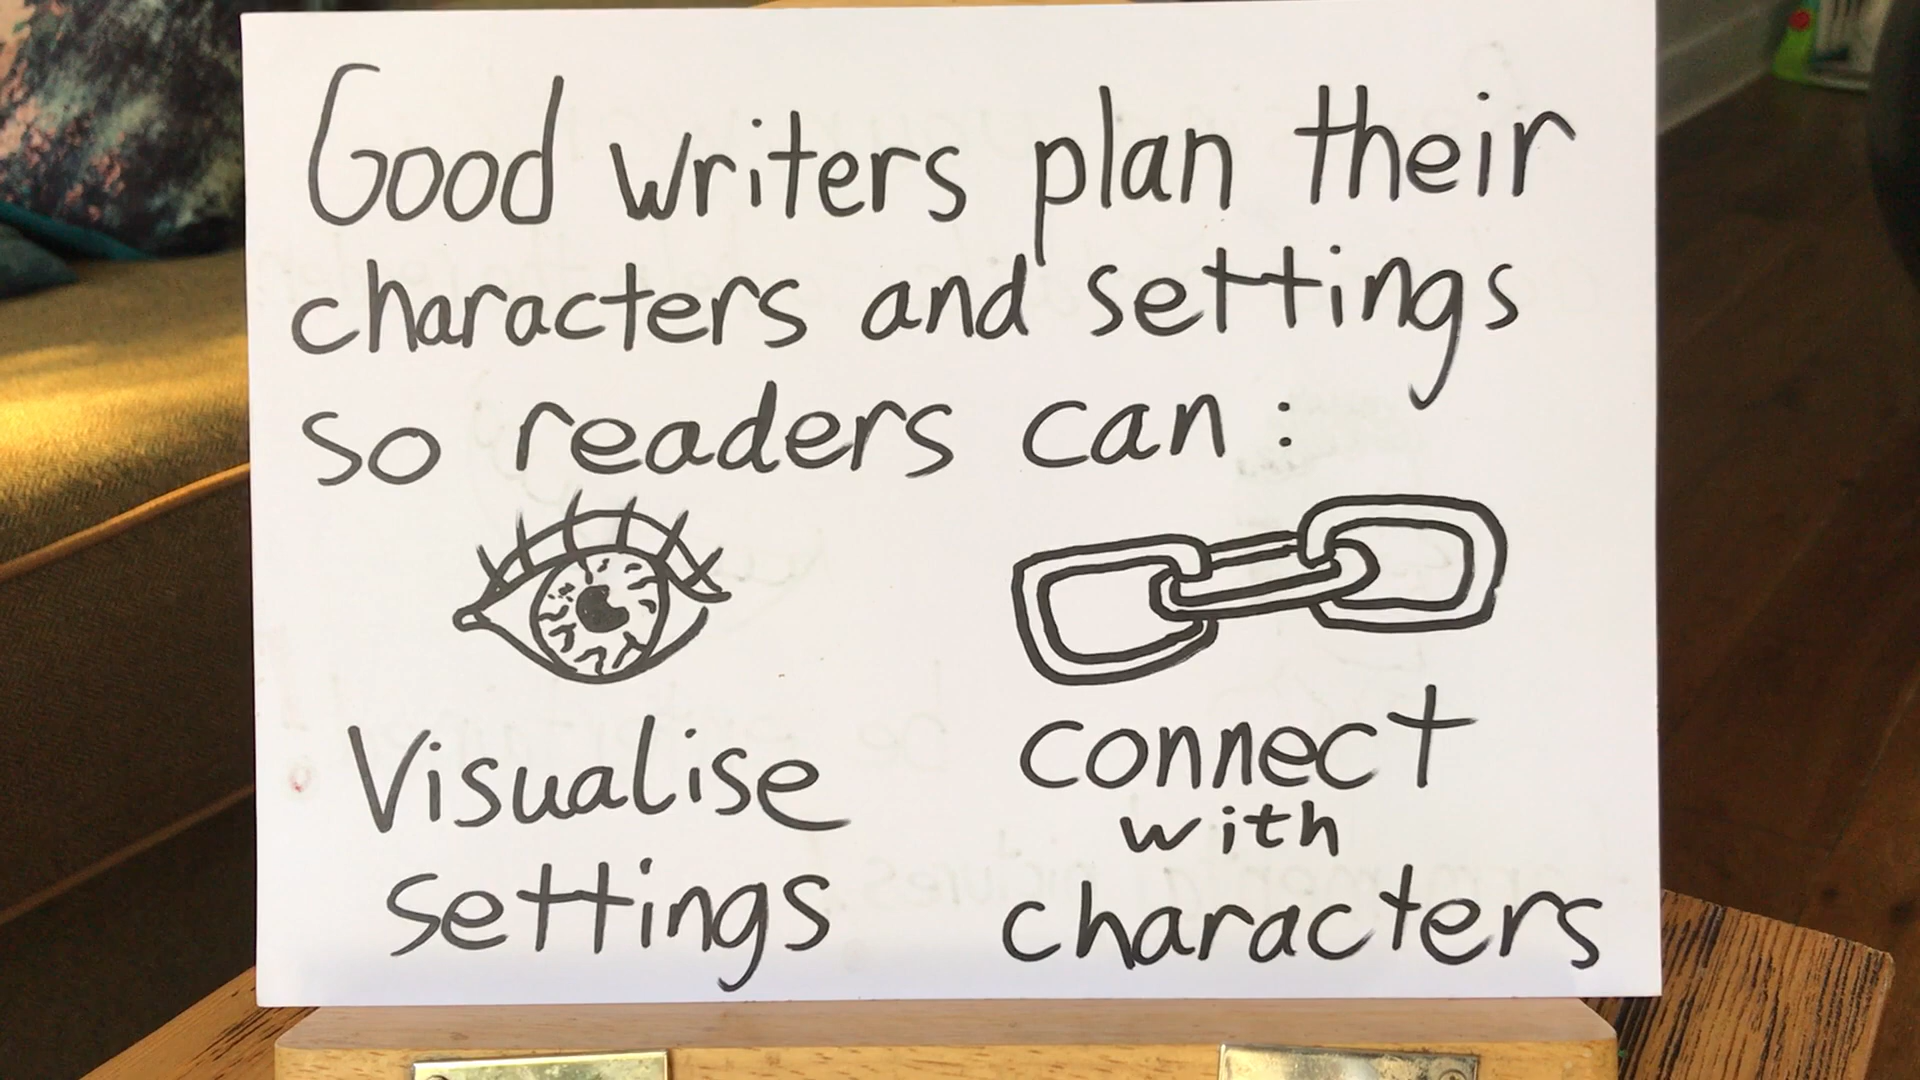 Good writers plan their
characters and settings
so readers can:
Visualise
settings
connect
with
characters